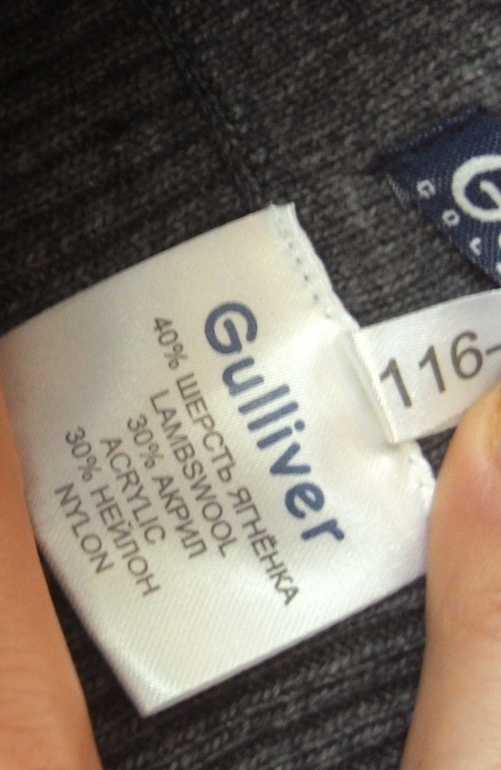 Gulliver
40% ШЕРСТЬ ЯГНЁНКА
LAMBSWOOL
30% АКРИЛ
ACRYLIC
30% НЕЙЛОН
NYLON
116-